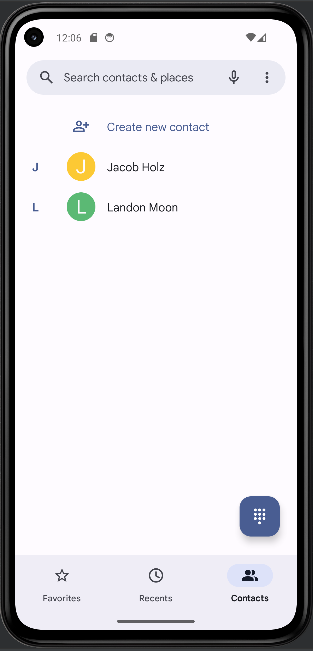 12:06
Search contacts & places
Create new contact
J
J
Jacob Holz
L
L
Landon Moon
Favorites
Recents
Contacts